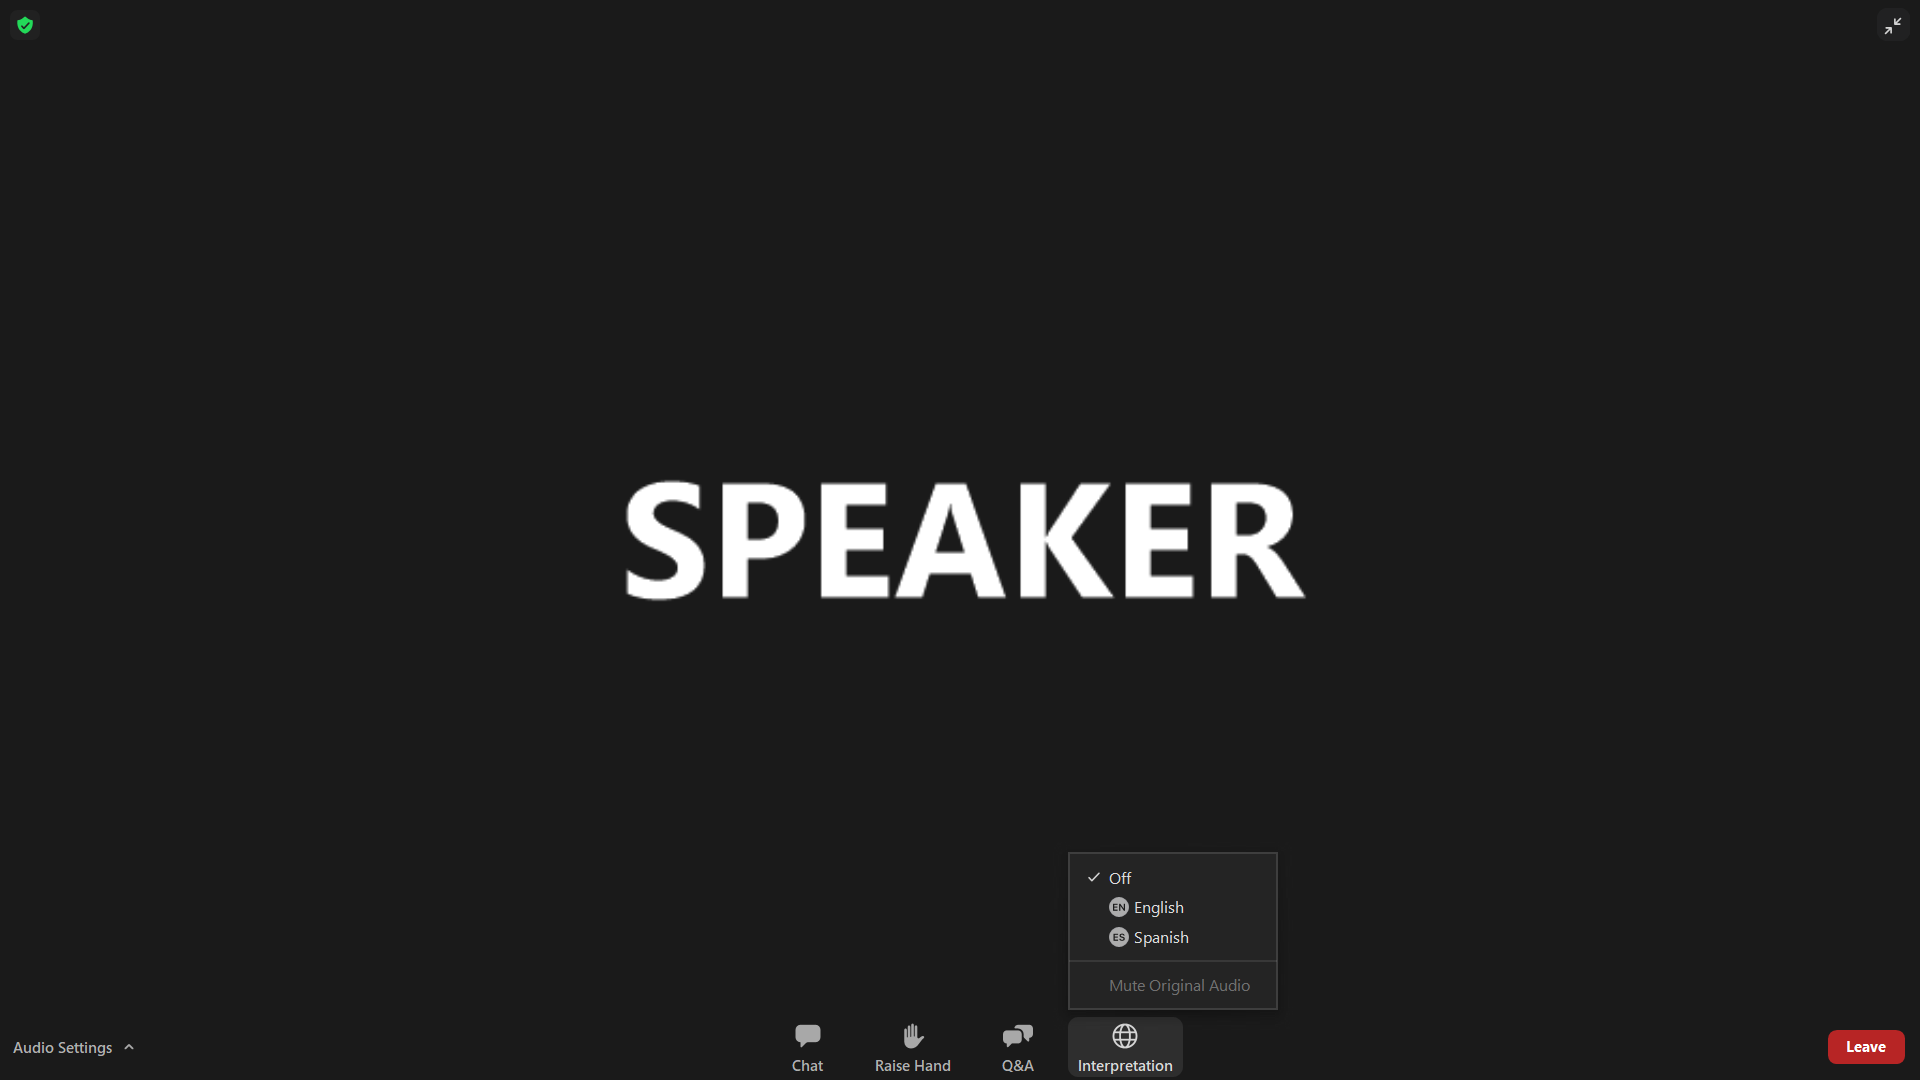 SPEAKER
Off
EN English
ES Spanish
Mute Original Audio
Audio Settings
Chat
Raise Hand
Q&A
Interpretation
Leave